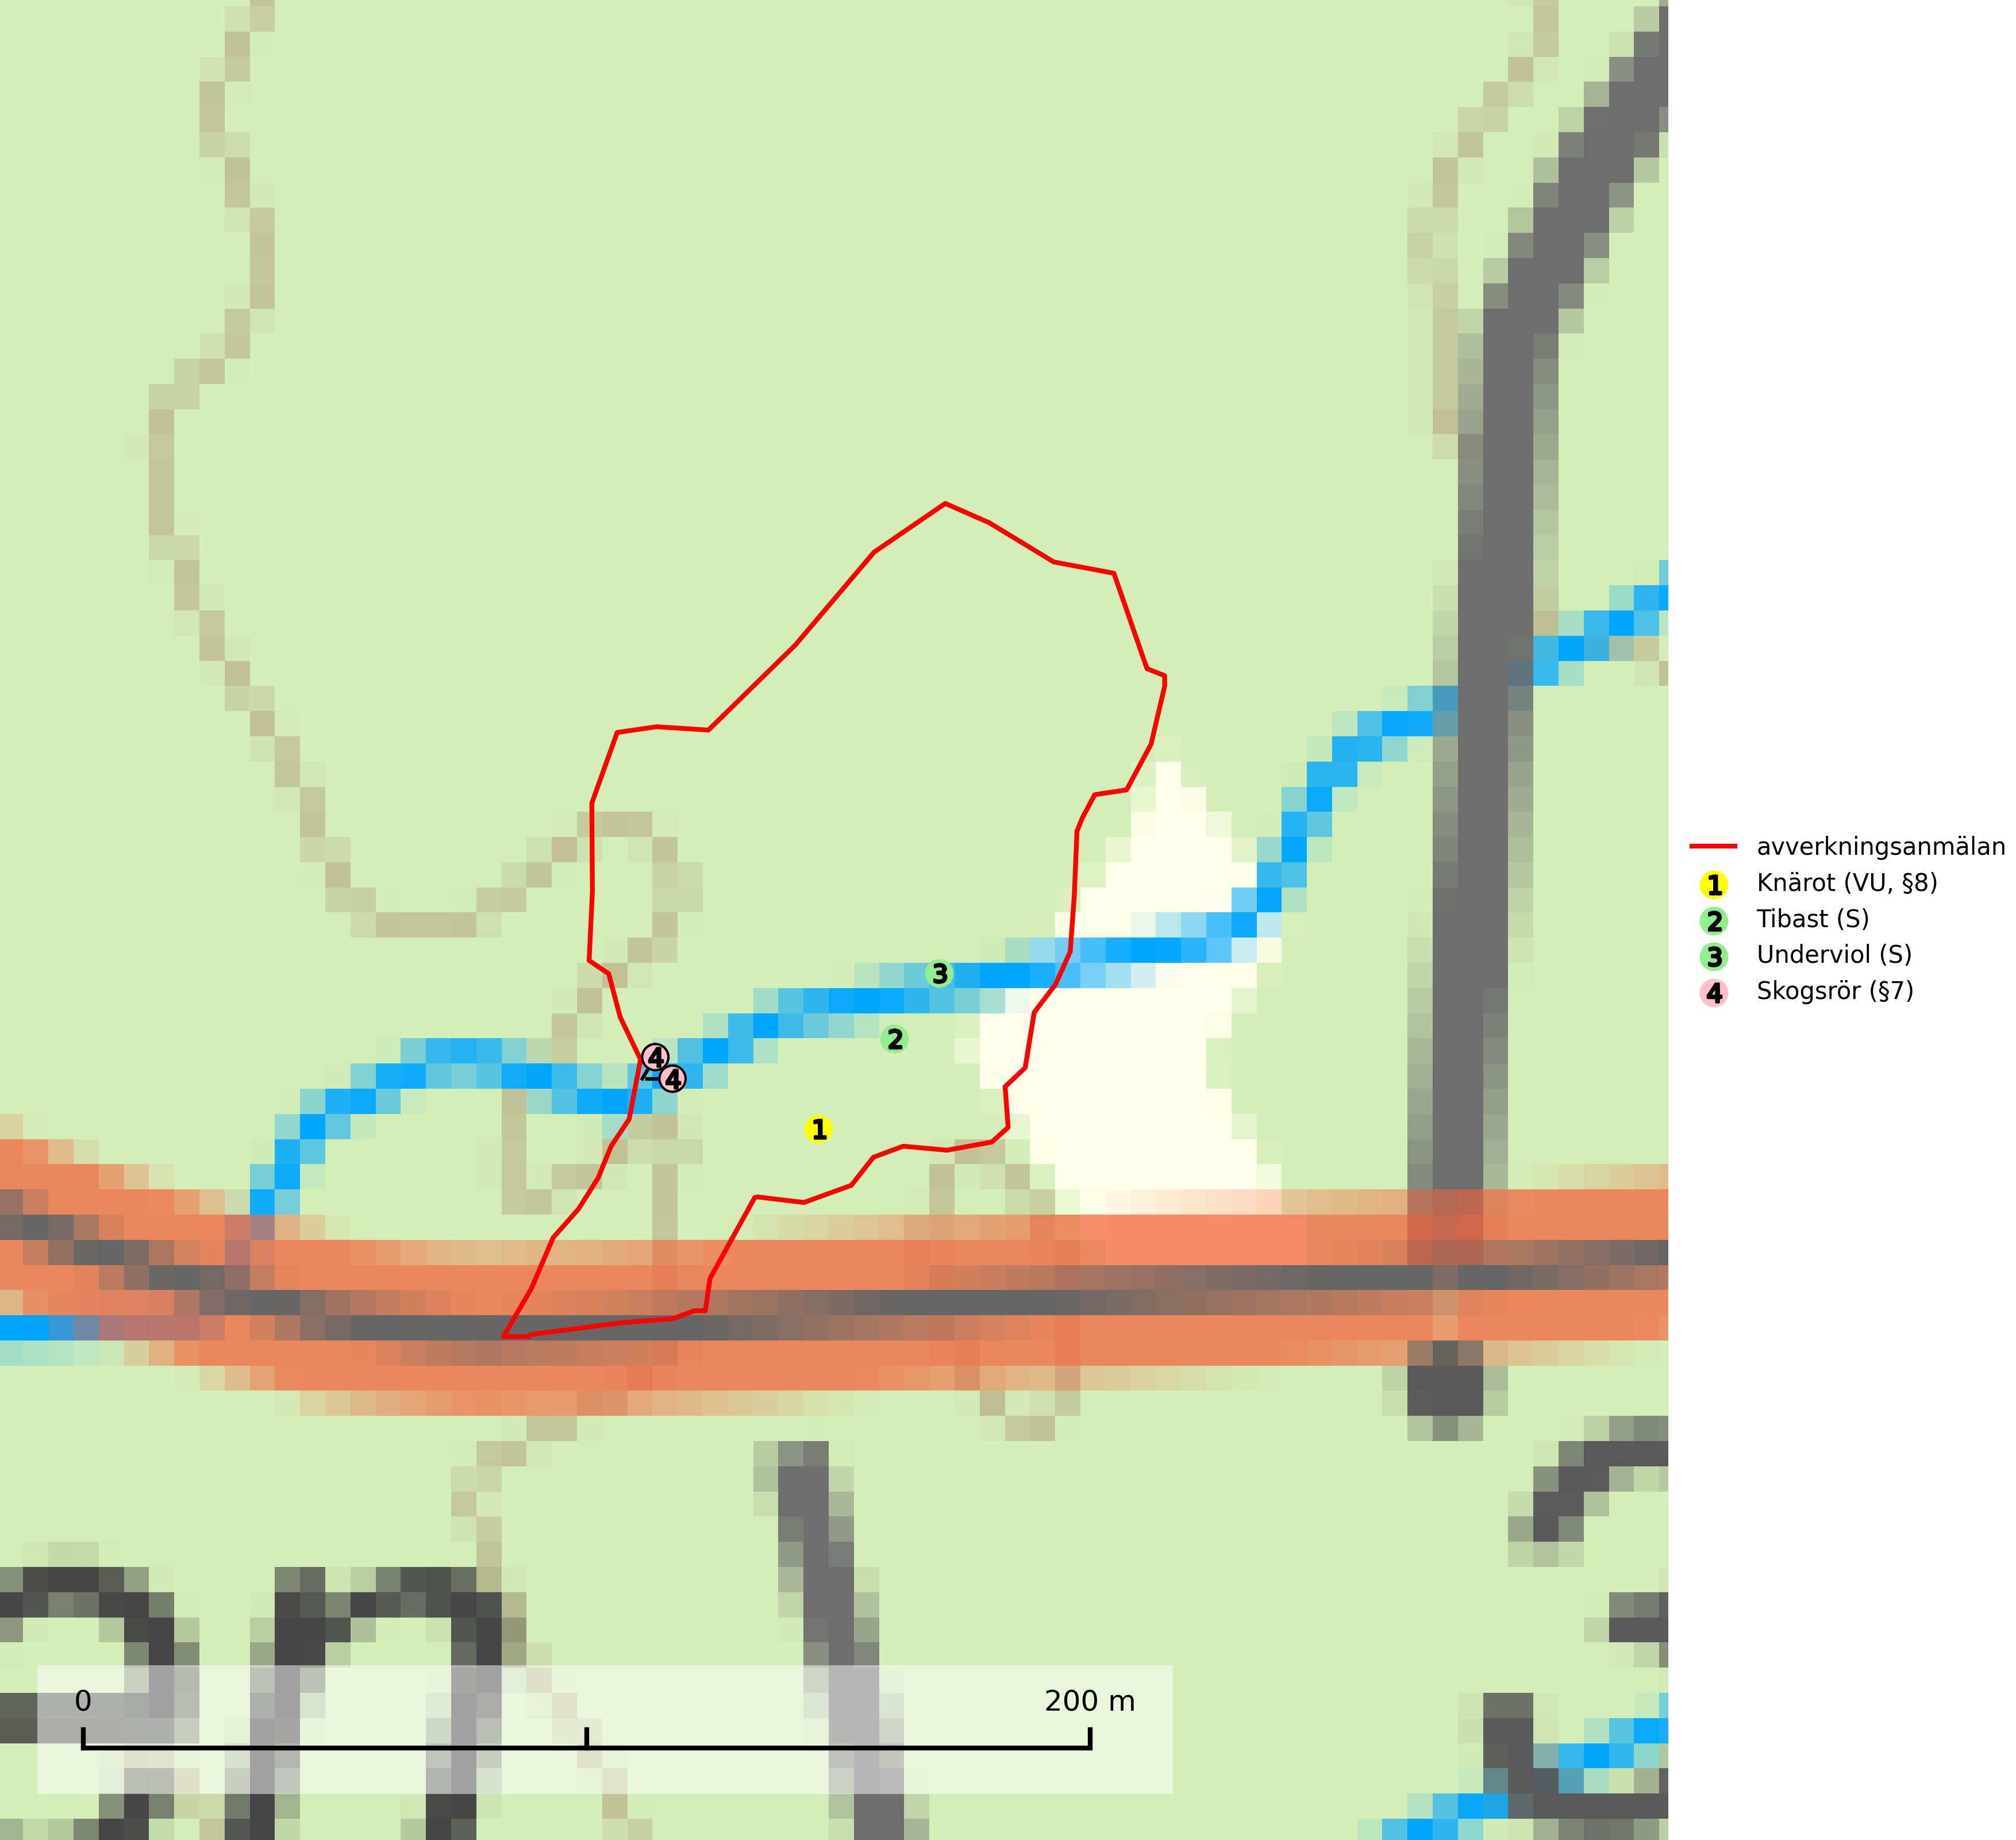 3
2
4
4
1
0
200 m
avverkningsanmälan
1 Knärot (VU, §8)
2 Tibast (S)
3 Underviol (S)
4 Skogsrör (§7)